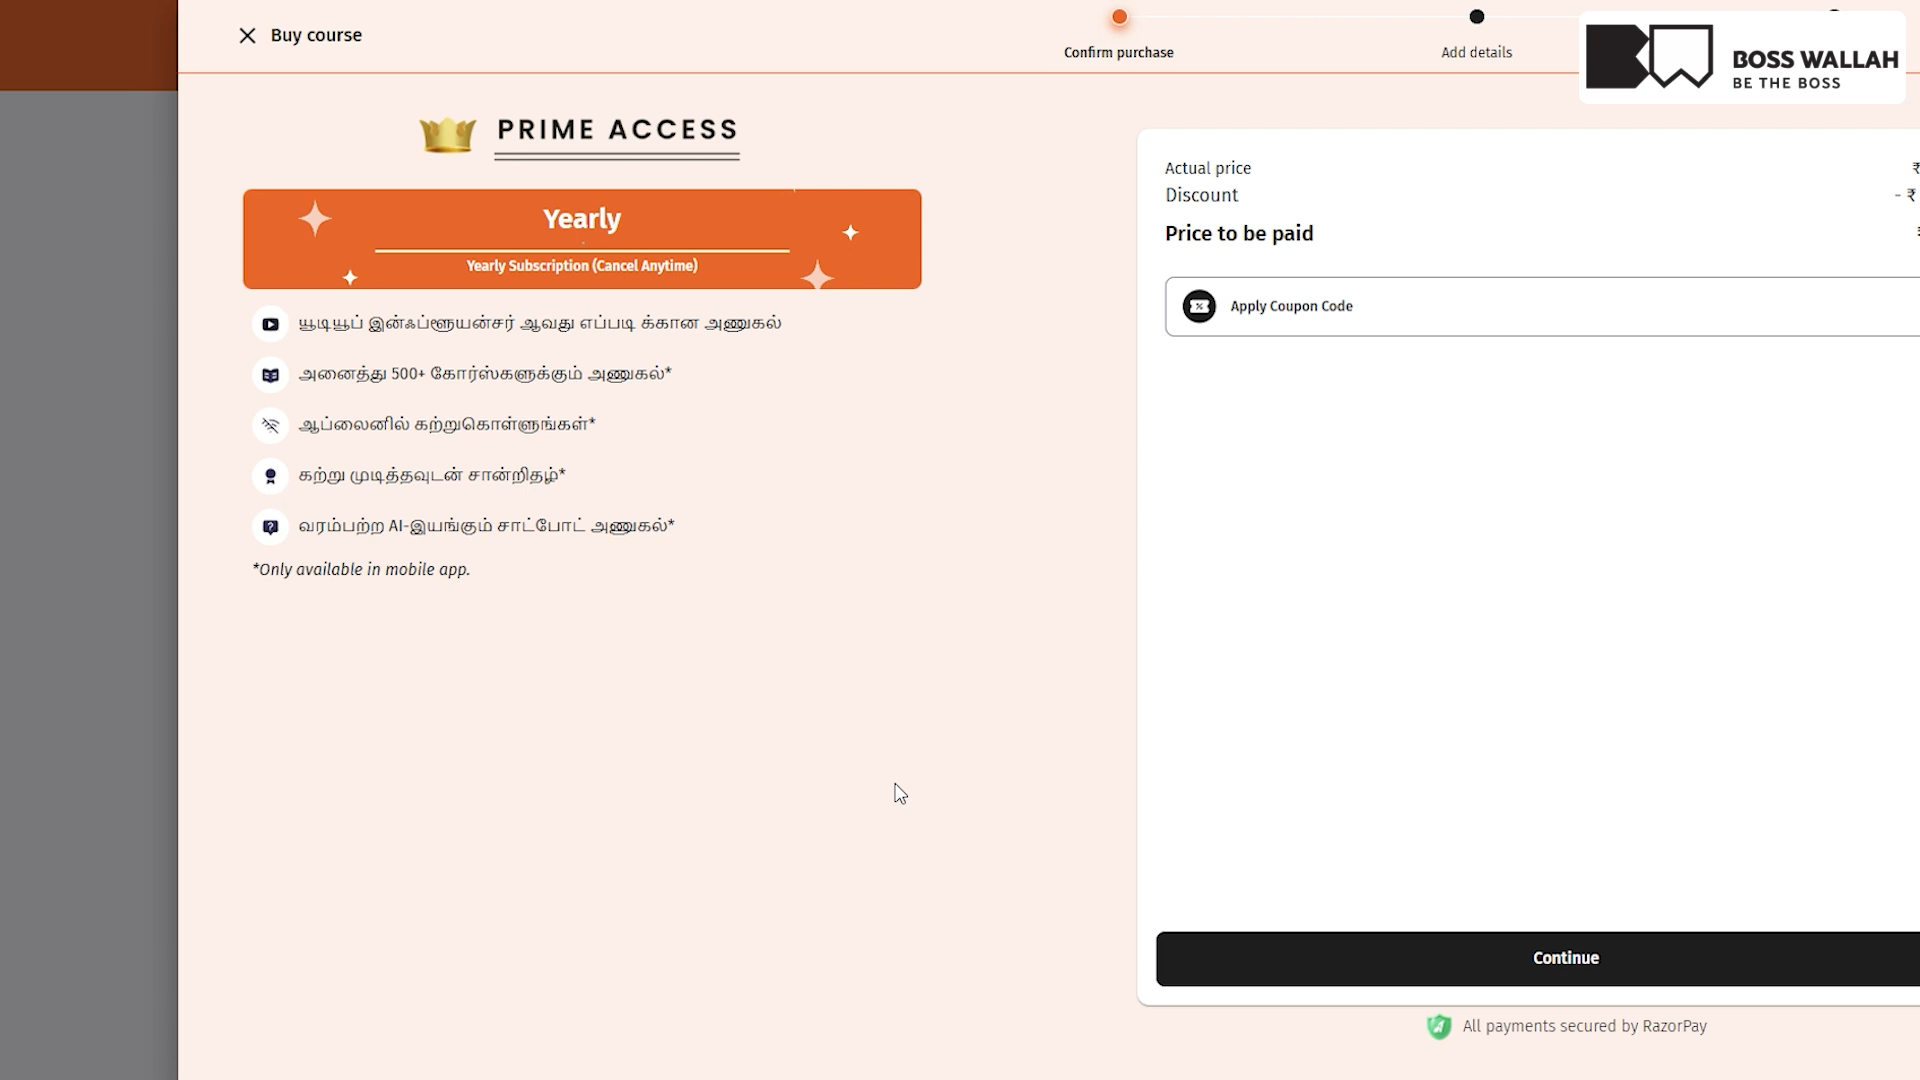 Buy course
Confirm purchase
Add details
BOSS WALLAH
BE THE BOSS
PRIME ACCESS
Yearly
Yearly Subscription (Cancel Anytime)
யூடியூப் இன்ஃப்ளூயன்சர் ஆவது எப்படி க்கான அணுகல்
அனைத்து 500+ கோர்ஸ்களுக்கும் அணுகல்*
ஆப்லைனில் கற்றுகொள்ளுங்கள்*
கற்று முடித்தவுடன் சான்றிதழ்*
வரம்பற்ற AI-இயங்கும் சாட்போட் அணுகல்*
*Only available in mobile app.
Actual price ₹
Discount - ₹
Price to be paid
Apply Coupon Code
Continue
All payments secured by RazorPay